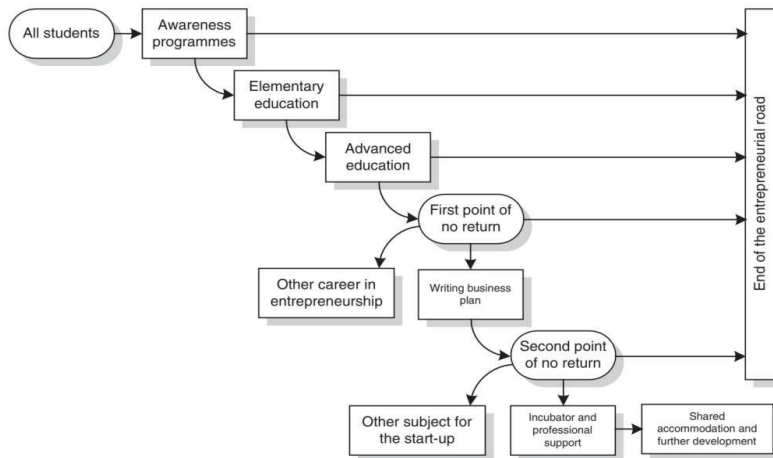 All students
Awareness
programmes
Elementary
education
Advanced
education
First point of
no return
Other career in
entrepreneurship
Writing business
plan
Second point
of no return
Other subject for
the start-up
Incubator and
professional
support
Shared
accommodation and
further development
End of the entrepreneurial road